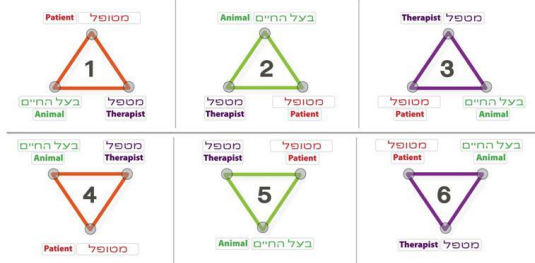 Patient מטופל
1
בעל החיים מטפל
Animal Therapist
Animal בעל החיים
2
מטפל מטופל
Therapist Patient
Therapist מטפל
3
מטופל בעל החיים
Patient Animal
בעל החיים מטפל
Animal Therapist
4
Patient מטופל
מטפל מטופל
Therapist Patient
5
Animal בעל החיים
מטופל בעל החיים
Patient Animal
6
Therapist מטפל